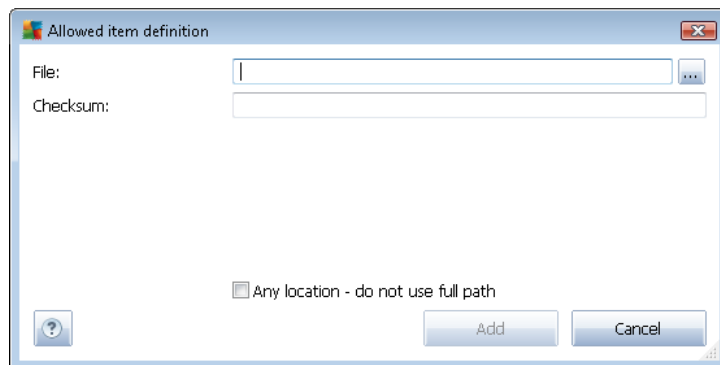 Allowed item definition
File:
...
Checksum:
Any location - do not use full path
?
Add
Cancel